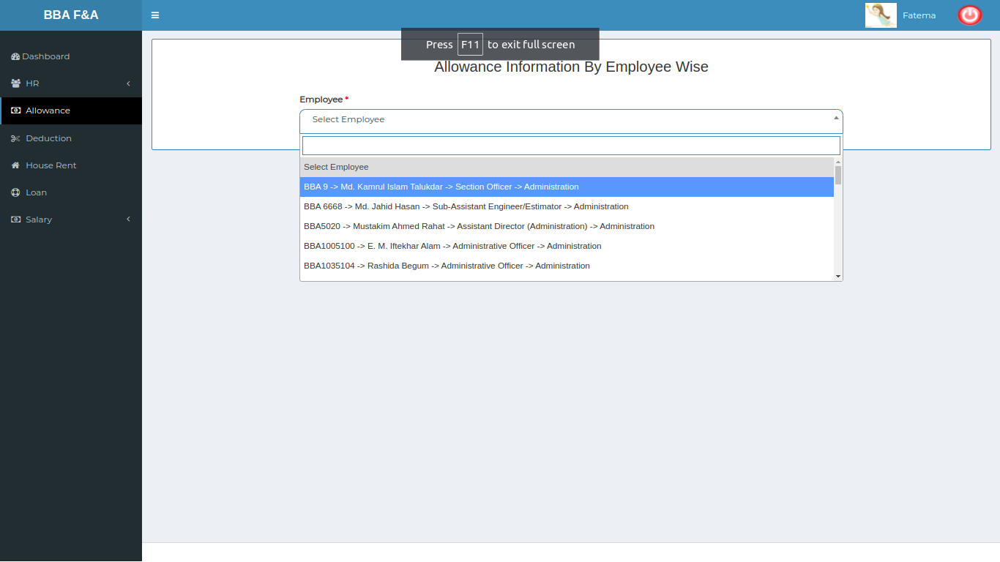 BBA F&A
Fatema
Press F11 to exit full screen
Dashboard
HR
Allowance
Deduction
House Rent
Loan
Salary
Allowance Information By Employee Wise
Employee *
Select Employee
Select Employee
BBA 9 -> Md. Kamrul Islam Talukdar -> Section Officer -> Administration
BBA 6668 -> Md. Jahid Hasan -> Sub-Assistant Engineer/Estimator -> Administration
BBA5020 -> Mustakim Ahmed Rahat -> Assistant Director (Administration) -> Administration
BBA1005100 -> E. M. Iftekhar Alam -> Administrative Officer -> Administration
BBA1035104 -> Rashida Begum -> Administrative Officer -> Administration